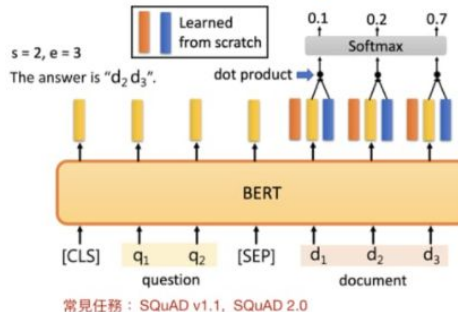 Learned
from scratch
s = 2, e = 3
The answer is “d₂ d₃”.
0.1 0.2 0.7
Softmax
dot product
BERT
[CLS] q₁ q₂ [SEP] d₁ d₂ d₃
question document
常見任務：SQuAD v1.1, SQuAD 2.0